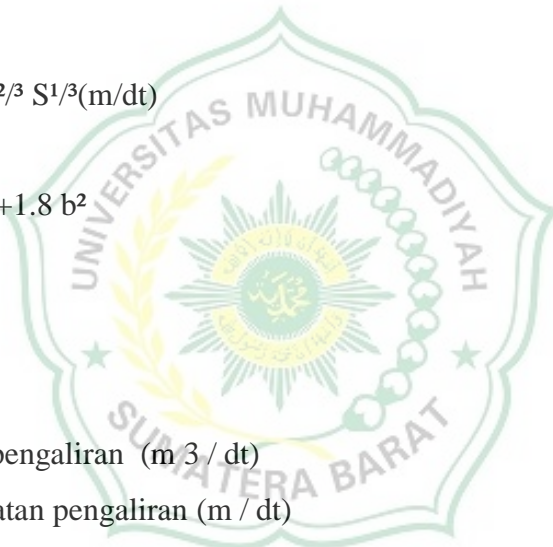 ²/³ S¹/³(m/dt)
+1.8 b²
UNIVERSITAS MUHAMMADIYAH
SUMATERA BARAT
pengaliran (m 3 / dt)
atan pengaliran (m / dt)